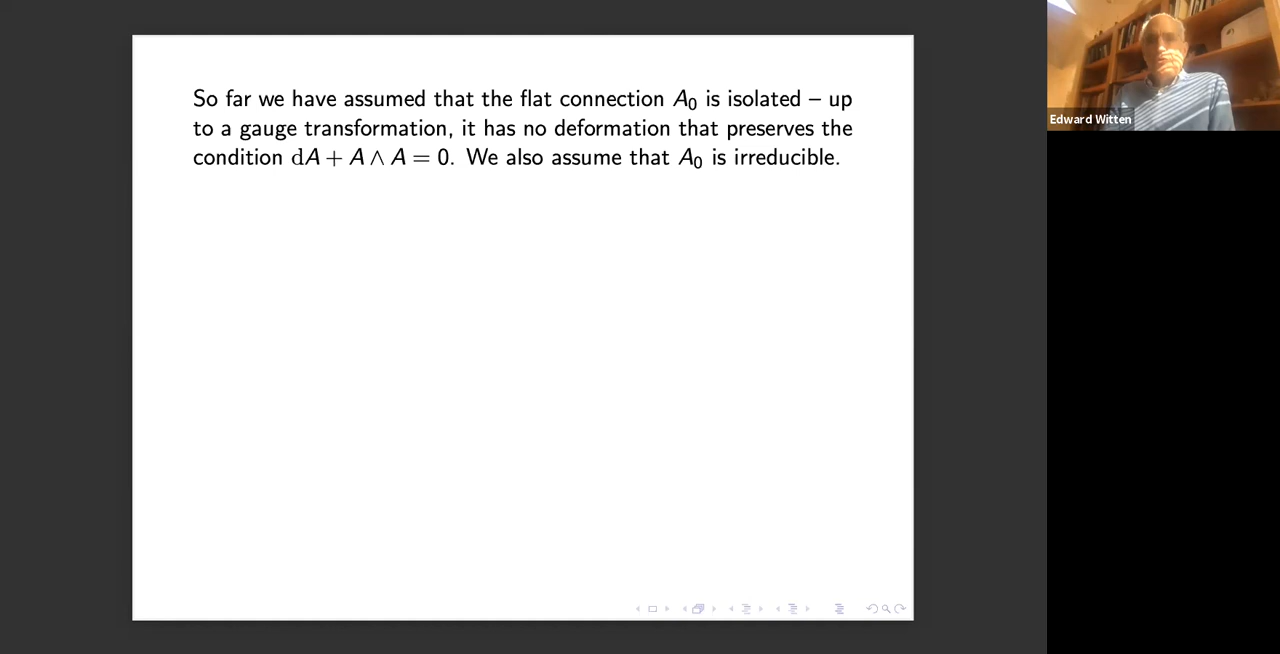 So far we have assumed that the flat connection A₀ is isolated – up
to a gauge transformation, it has no deformation that preserves the
condition dA + A ∧ A = 0. We also assume that A₀ is irreducible.
Edward Witten